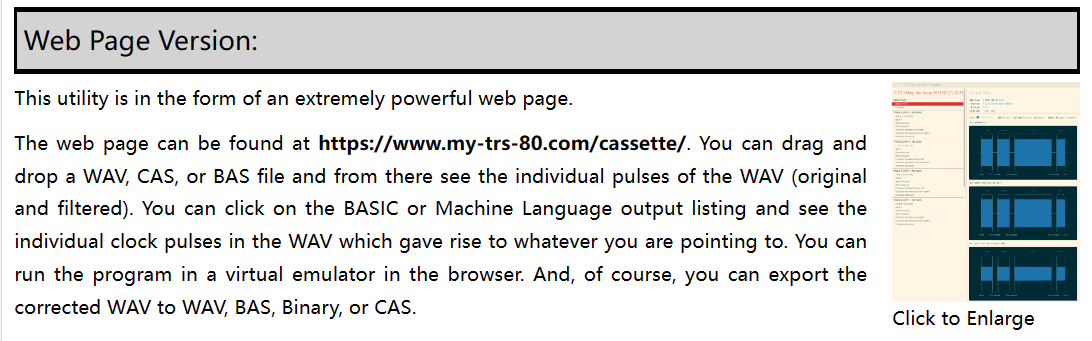 Web Page Version:
This utility is in the form of an extremely powerful web page.
The web page can be found at https://www.my-trs-80.com/cassette/. You can drag and
drop a WAV, CAS, or BAS file and from there see the individual pulses of the WAV (original
and filtered). You can click on the BASIC or Machine Language output listing and see the
individual clock pulses in the WAV which gave rise to whatever you are pointing to. You can
run the program in a virtual emulator in the browser. And, of course, you can export the
corrected WAV to WAV, BAS, Binary, or CAS.
Click to Enlarge